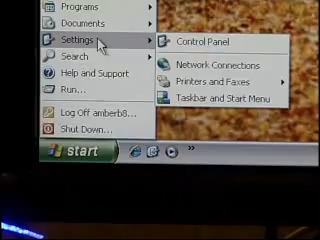 Programs
Documents
Settings
Search
Help and Support
Run...
Log Off amberb8...
Shut Down...
Control Panel
Network Connections
Printers and Faxes
Taskbar and Start Menu
start
»